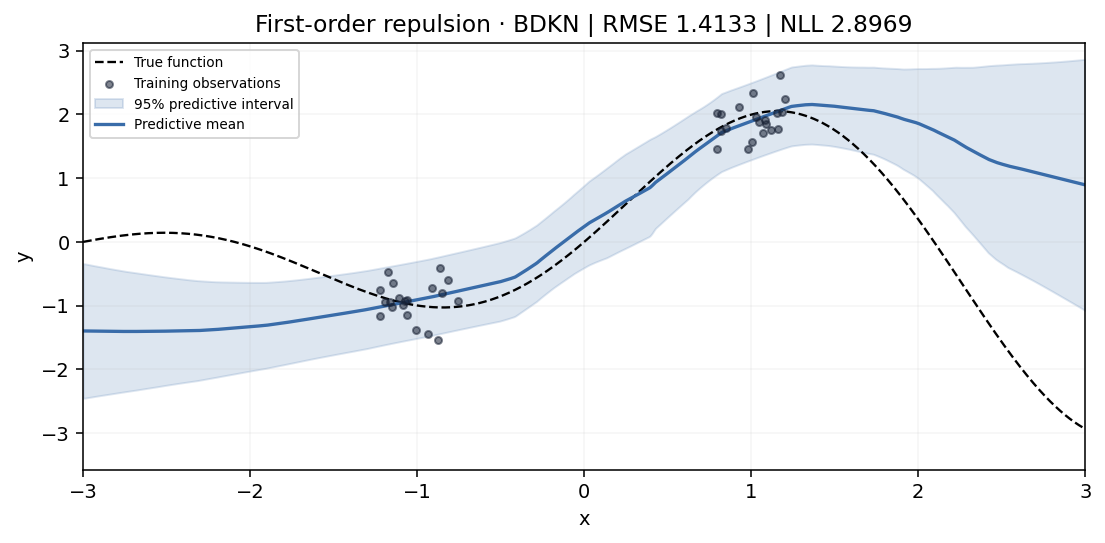 First-order repulsion · BDKN | RMSE 1.4133 | NLL 2.8969
True function
Training observations
95% predictive interval
Predictive mean
y
3
2
1
0
−1
−2
−3
−3
−2
−1
0
1
2
3
x